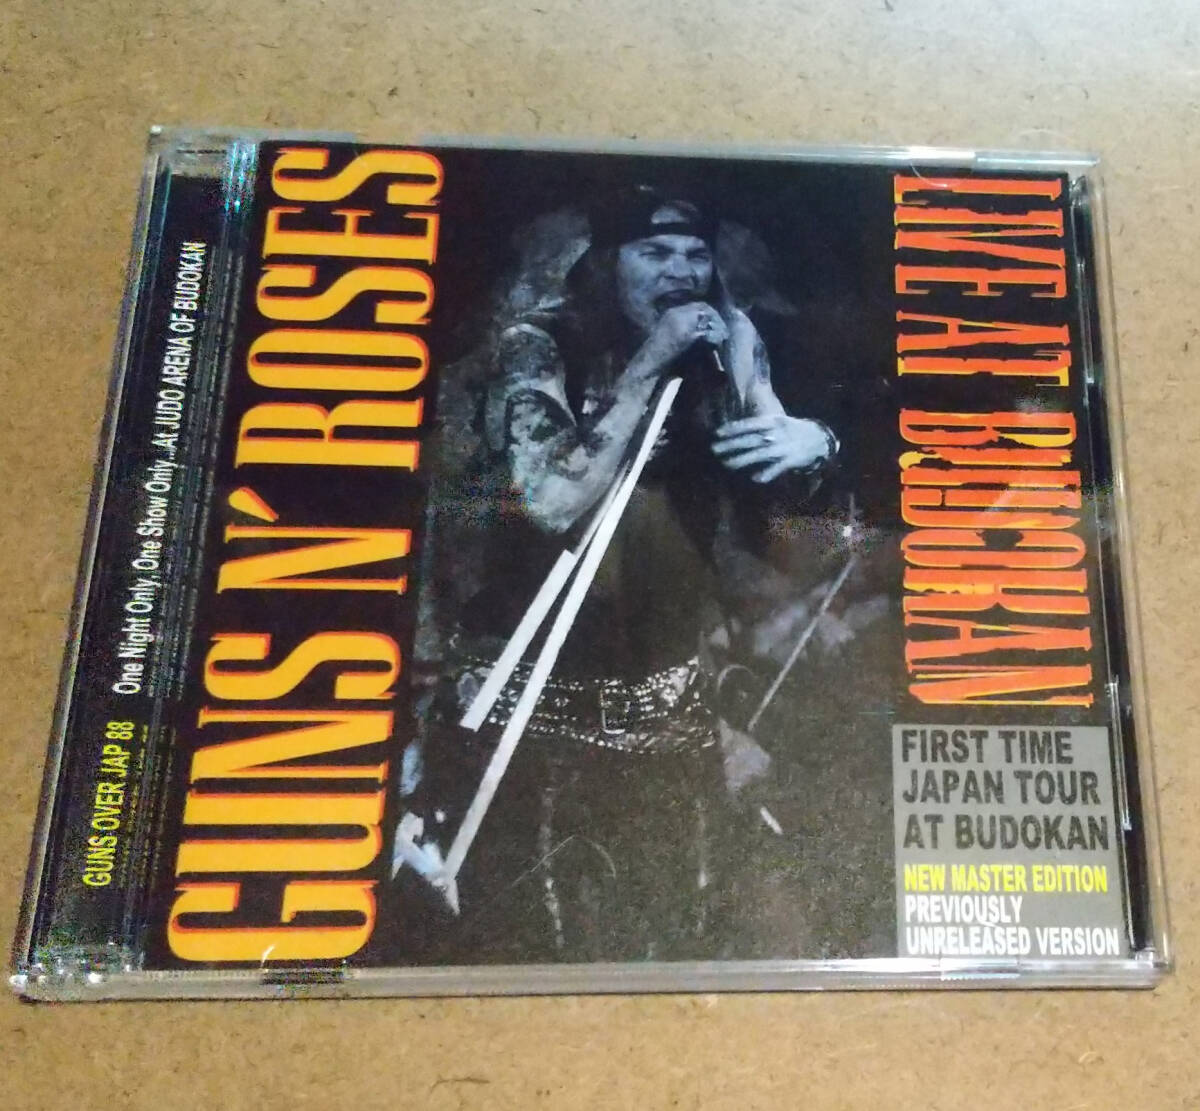 GUNS OVER JAP 88 One Night Only, One Show Only...At JUDO ARENA OF BUDOKAN
GUNS N' ROSES
LIVE AT BUDOKAN
FIRST TIME
JAPAN TOUR
AT BUDOKAN
NEW MASTER EDITION
PREVIOUSLY
UNRELEASED VERSION